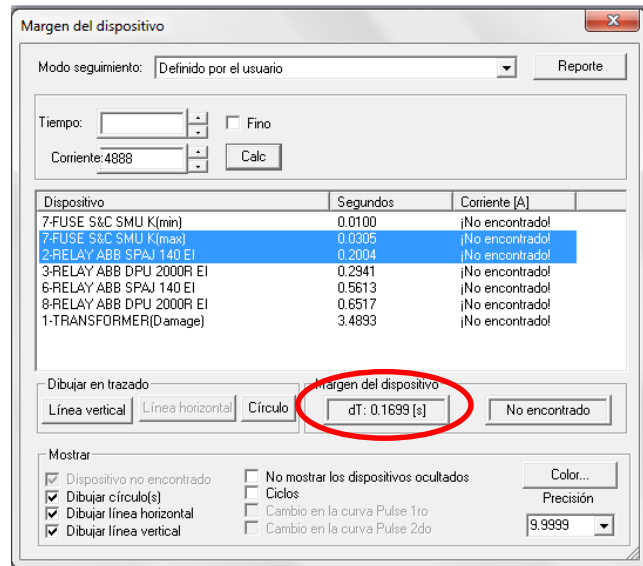 Margen del dispositivo
Modo seguimiento: Definido por el usuario Reporte
Tiempo: Fino
Corriente: 4888 Calc
Dispositivo Segundos Corriente [A]
7-FUSE S&C SMU K(min) 0.0100 ¡No encontrado!
7-FUSE S&C SMU K(max) 0.0305 ¡No encontrado!
2-RELAY ABB SPAJ 140 EI 0.2004 ¡No encontrado!
3-RELAY ABB DPU 2000R EI 0.2941 ¡No encontrado!
6-RELAY ABB SPAJ 140 EI 0.5613 ¡No encontrado!
8-RELAY ABB DPU 2000R EI 0.6517 ¡No encontrado!
1-TRANSFORMER(Damage) 3.4893 ¡No encontrado!
Dibujar en trazado Margen del dispositivo
Línea vertical Línea horizontal Círculo dT: 0.1699 [s] No encontrado
Mostrar
Dispositivo no encontrado No mostrar los dispositivos ocultados Color...
Dibujar círculo(s) Ciclos Precisión
Dibujar línea horizontal Cambio en la curva Pulse 1ro
Dibujar línea vertical Cambio en la curva Pulse 2do 9.9999